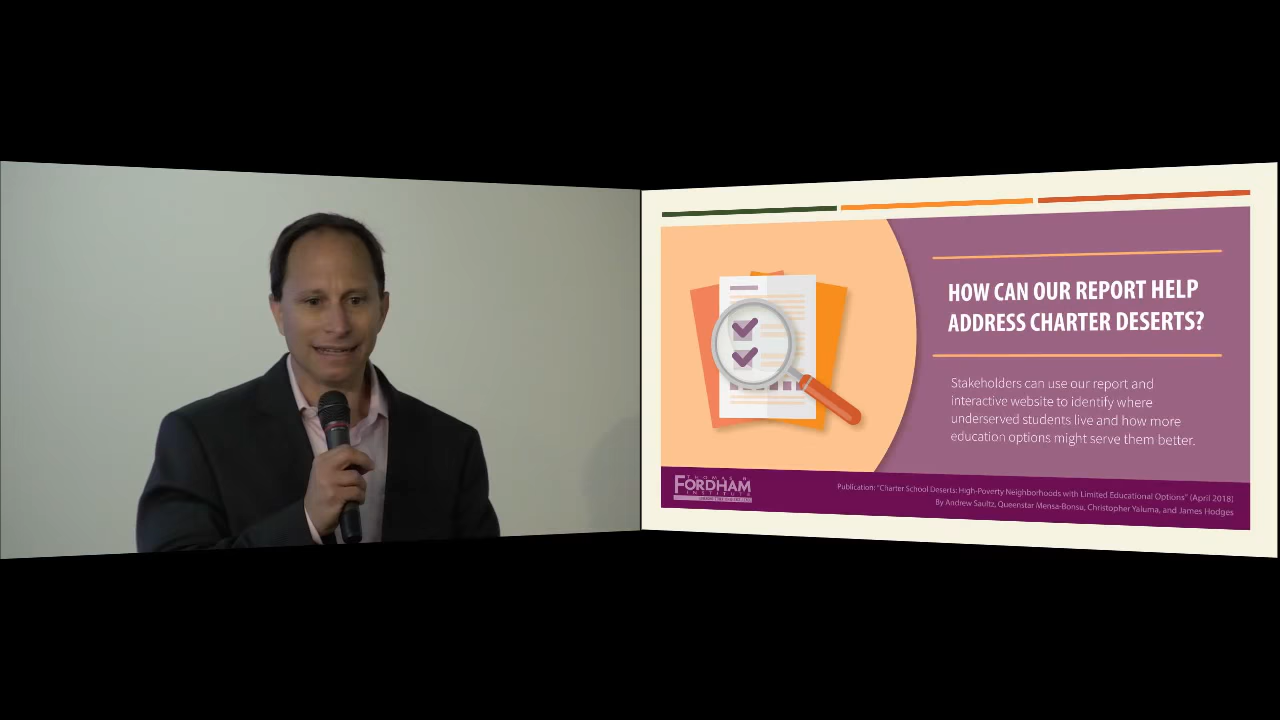 HOW CAN OUR REPORT HELP
ADDRESS CHARTER DESERTS?
Stakeholders can use our report and
interactive website to identify where
underserved students live and how more
education options might serve them better.
THOMAS B.
FORDHAM
INSTITUTE
Publication: "Charter School Deserts: High-Poverty Neighborhoods with Limited Educational Options" (April 2018)
By Andrew Saultz, Queenstar Mensa-Bonsu, Christopher Yaluma, and James Hodges